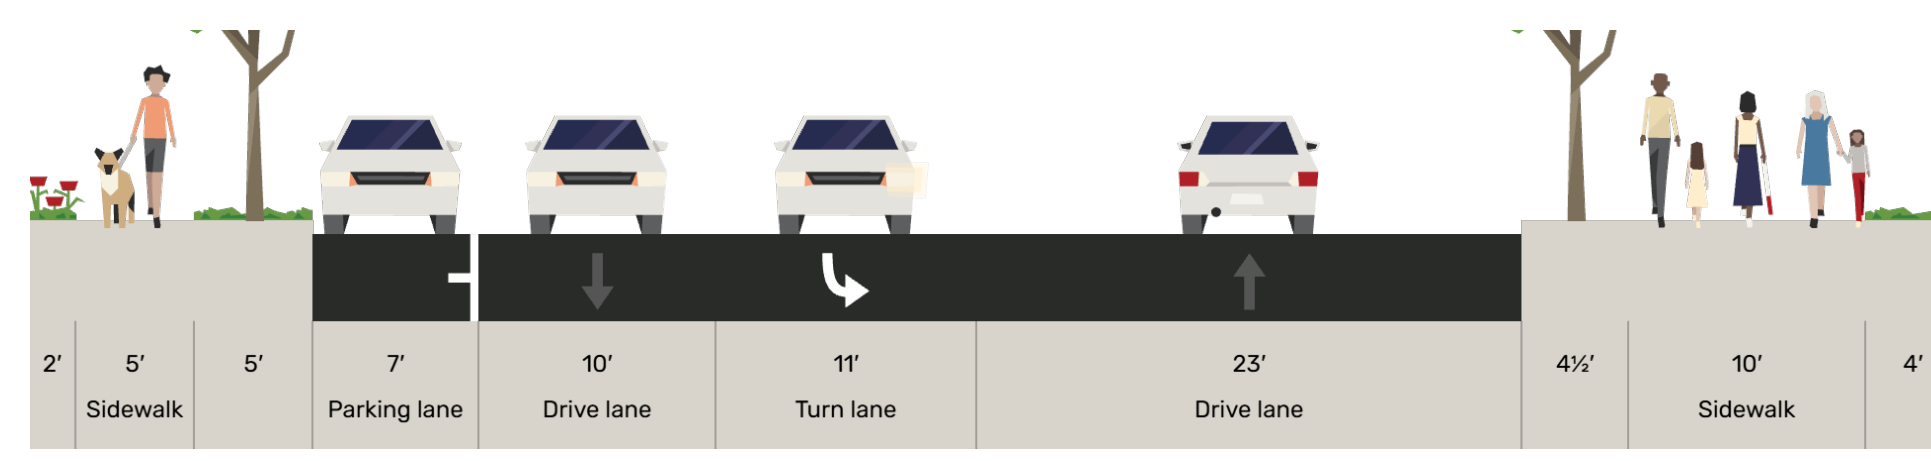 2′ 5′ 5′ 7′ 10′ 11′ 23′ 4½′ 10′ 4′
Sidewalk Parking lane Drive lane Turn lane Drive lane Sidewalk